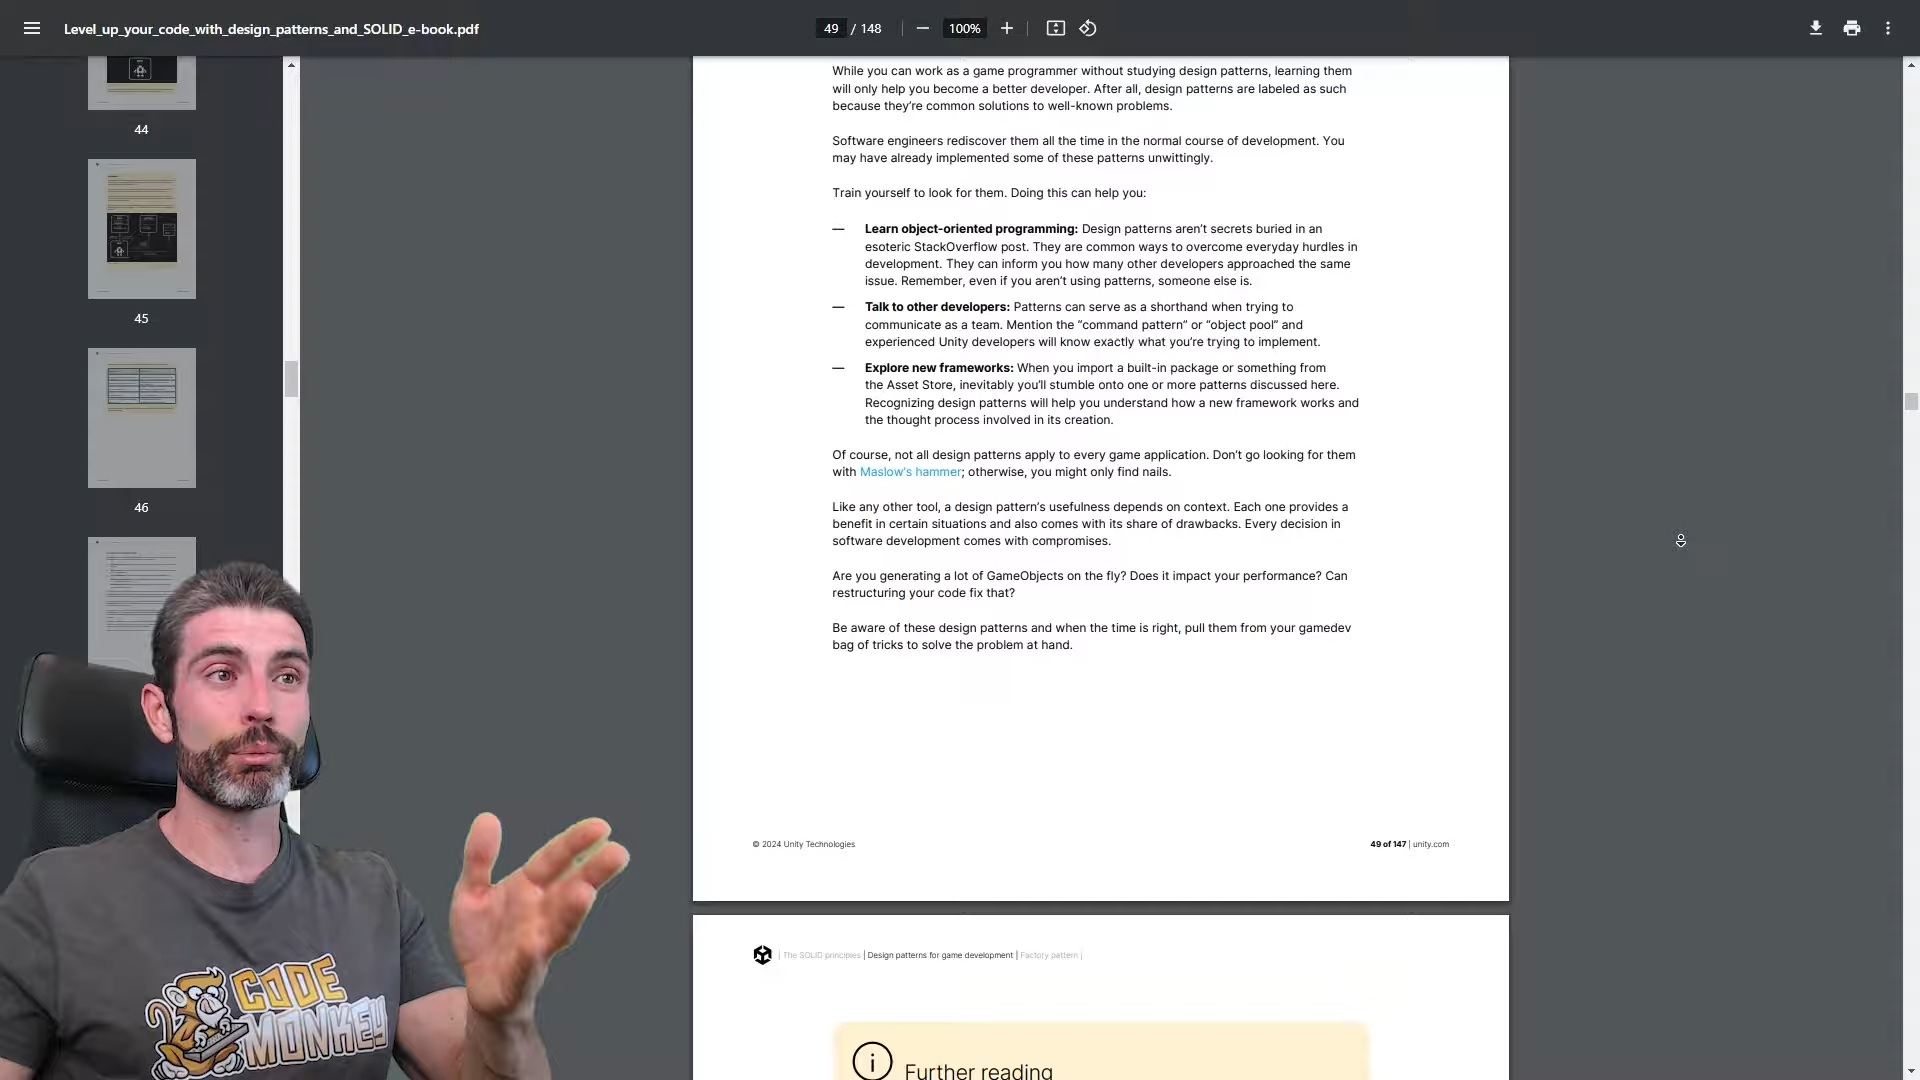 Level_up_your_code_with_design_patterns_and_SOLID_e-book.pdf
49 / 148
100%
44
45
46
While you can work as a game programmer without studying design patterns, learning them
will only help you become a better developer. After all, design patterns are labeled as such
because they’re common solutions to well-known problems.
Software engineers rediscover them all the time in the normal course of development. You
may have already implemented some of these patterns unwittingly.
Train yourself to look for them. Doing this can help you:
— Learn object-oriented programming: Design patterns aren’t secrets buried in an
esoteric StackOverflow post. They are common ways to overcome everyday hurdles in
development. They can inform you how many other developers approached the same
issue. Remember, even if you aren’t using patterns, someone else is.
— Talk to other developers: Patterns can serve as a shorthand when trying to
communicate as a team. Mention the “command pattern” or “object pool” and
experienced Unity developers will know exactly what you’re trying to implement.
— Explore new frameworks: When you import a built-in package or something from
the Asset Store, inevitably you’ll stumble onto one or more patterns discussed here.
Recognizing design patterns will help you understand how a new framework works and
the thought process involved in its creation.
Of course, not all design patterns apply to every game application. Don’t go looking for them
with Maslow’s hammer; otherwise, you might only find nails.
Like any other tool, a design pattern’s usefulness depends on context. Each one provides a
benefit in certain situations and also comes with its share of drawbacks. Every decision in
software development comes with compromises.
Are you generating a lot of GameObjects on the fly? Does it impact your performance? Can
restructuring your code fix that?
Be aware of these design patterns and when the time is right, pull them from your gamedev
bag of tricks to solve the problem at hand.
© 2024 Unity Technologies
49 of 147 | unity.com
| The SOLID principles | Design patterns for game development | Factory pattern |
Further reading
CODE
MONKEY